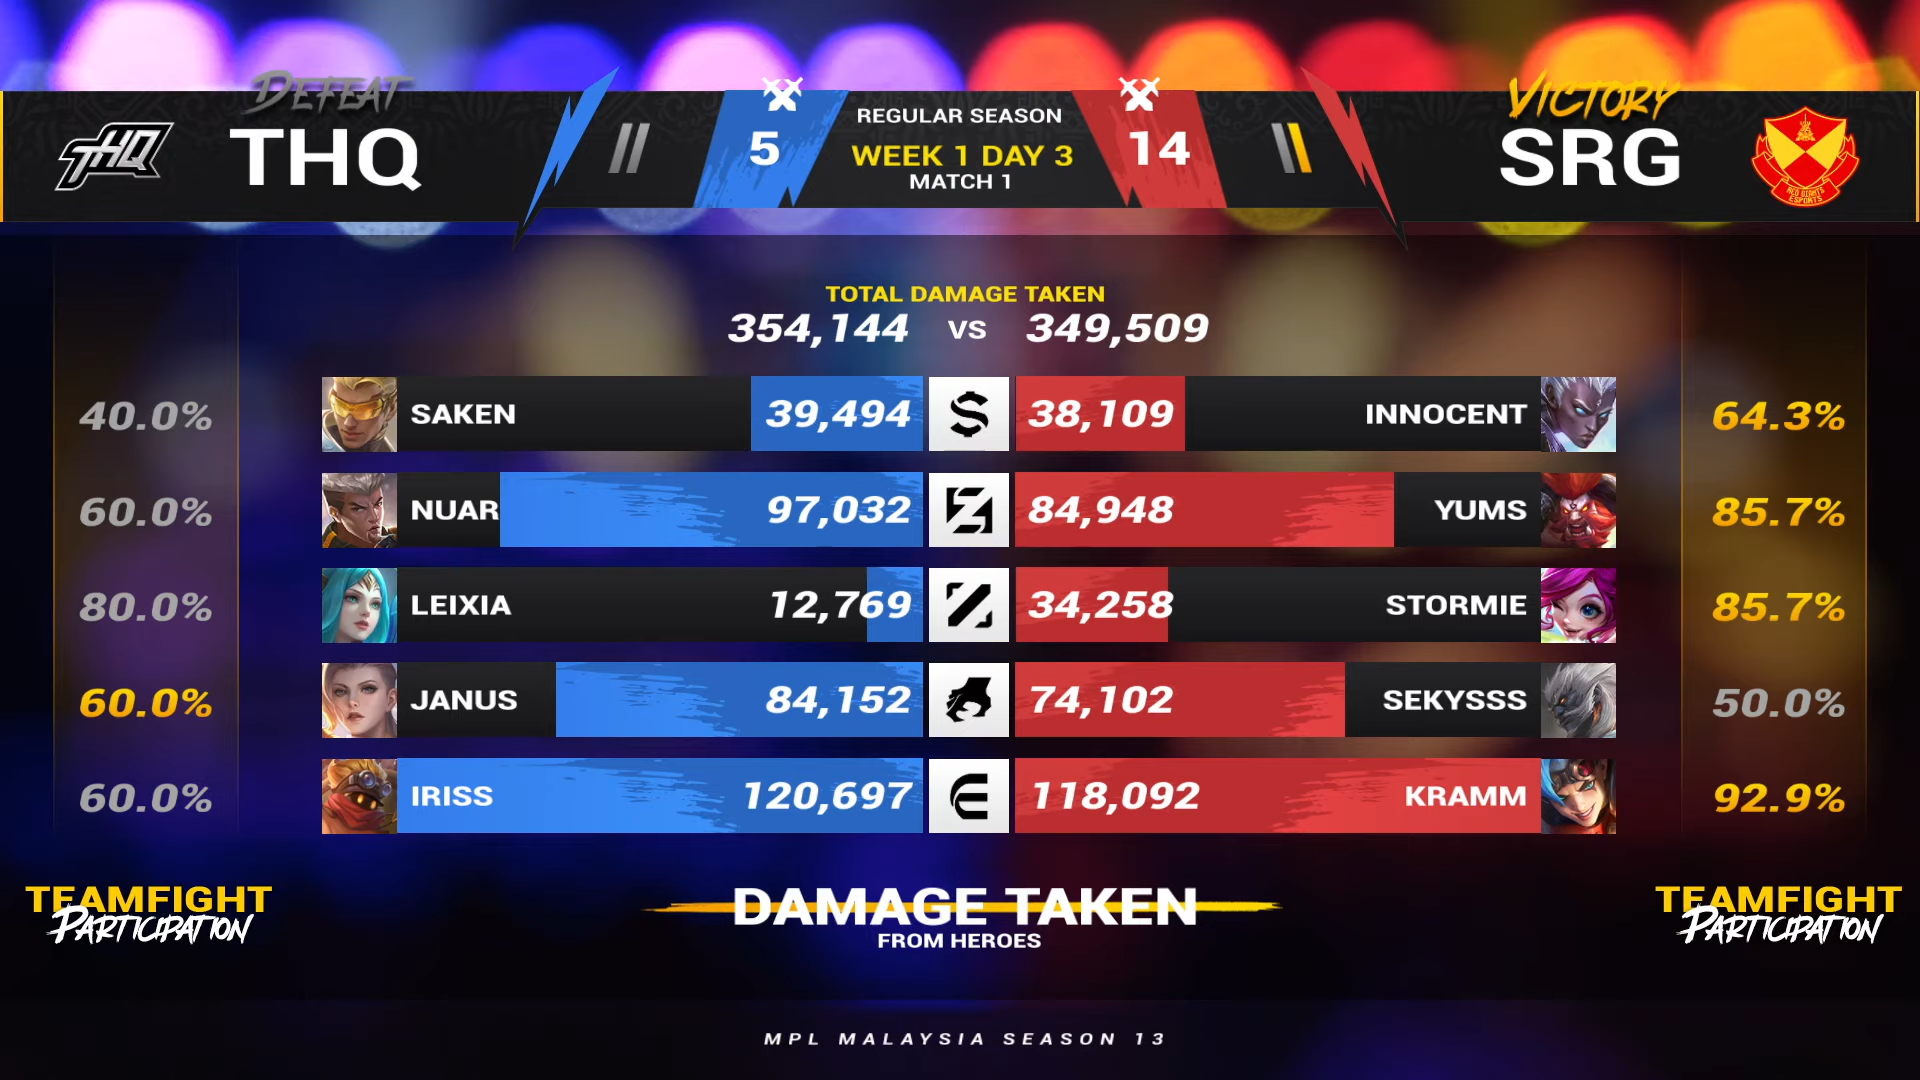 DEFEAT
THQ
THQ
5
REGULAR SEASON
WEEK 1 DAY 3
MATCH 1
14
VICTORY
SRG
RED GIANTS
ESPORTS
TOTAL DAMAGE TAKEN
354,144 VS 349,509
40.0% SAKEN 39,494 38,109 INNOCENT 64.3%
60.0% NUAR 97,032 84,948 YUMS 85.7%
80.0% LEIXIA 12,769 34,258 STORMIE 85.7%
60.0% JANUS 84,152 74,102 SEKYSSS 50.0%
60.0% IRISS 120,697 118,092 KRAMM 92.9%
TEAMFIGHT
PARTICIPATION
DAMAGE TAKEN
FROM HEROES
TEAMFIGHT
PARTICIPATION
MPL MALAYSIA SEASON 13